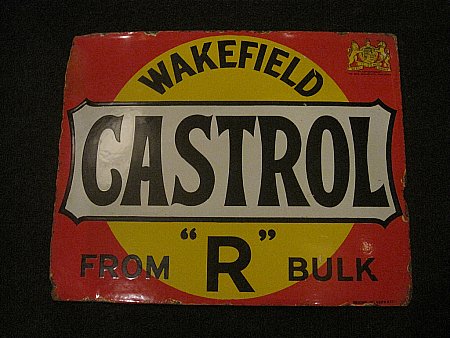 WAKEFIELD
CASTROL
FROM "R" BULK